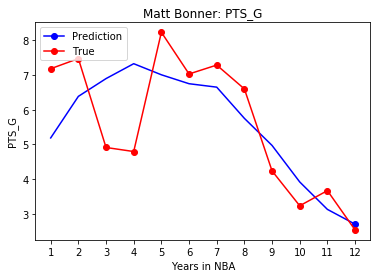 Matt Bonner: PTS_G
Prediction
True
PTS_G
8
7
6
5
4
3
1 2 3 4 5 6 7 8 9 10 11 12
Years in NBA